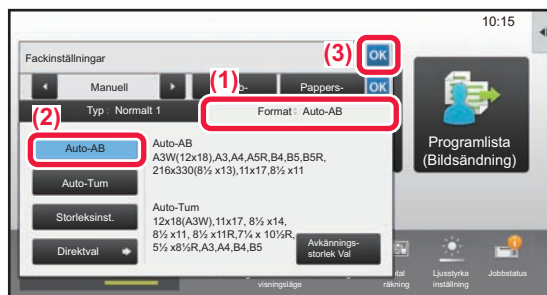 10:15
Fackinställningar
(3)
OK
Manuell
(1)
Pappers-
OK
Typ : Normalt 1
Format : Auto-AB
(2)
Auto-AB
Auto-Tum
Storleksinst.
Direktval
Auto-AB
A3W(12x18),A3,A4,A5R,B4,B5,B5R,
216x330(8½ x13),11x17,8½ x11
Auto-Tum
12x18(A3W),11x17, 8½ x14,
8½ x11, 8½ x11R,7¼ x 10½R,
5½ x8½R,A3,A4,B4,B5
Avkännings-
storlek Val
Programlista
(Bildsändning)
visningsläge
räkning
Ljusstyrka
inställning
Jobbstatus